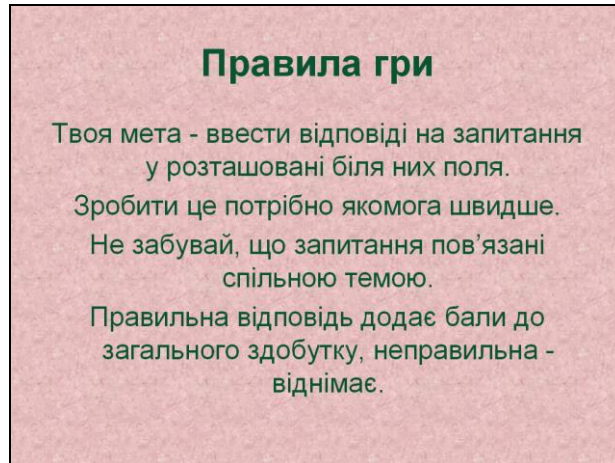 Правила гри
Твоя мета - ввести відповіді на запитання
у розташовані біля них поля.
Зробити це потрібно якомога швидше.
Не забувай, що запитання пов’язані
спільною темою.
Правильна відповідь додає бали до
загального здобутку, неправильна -
віднімає.